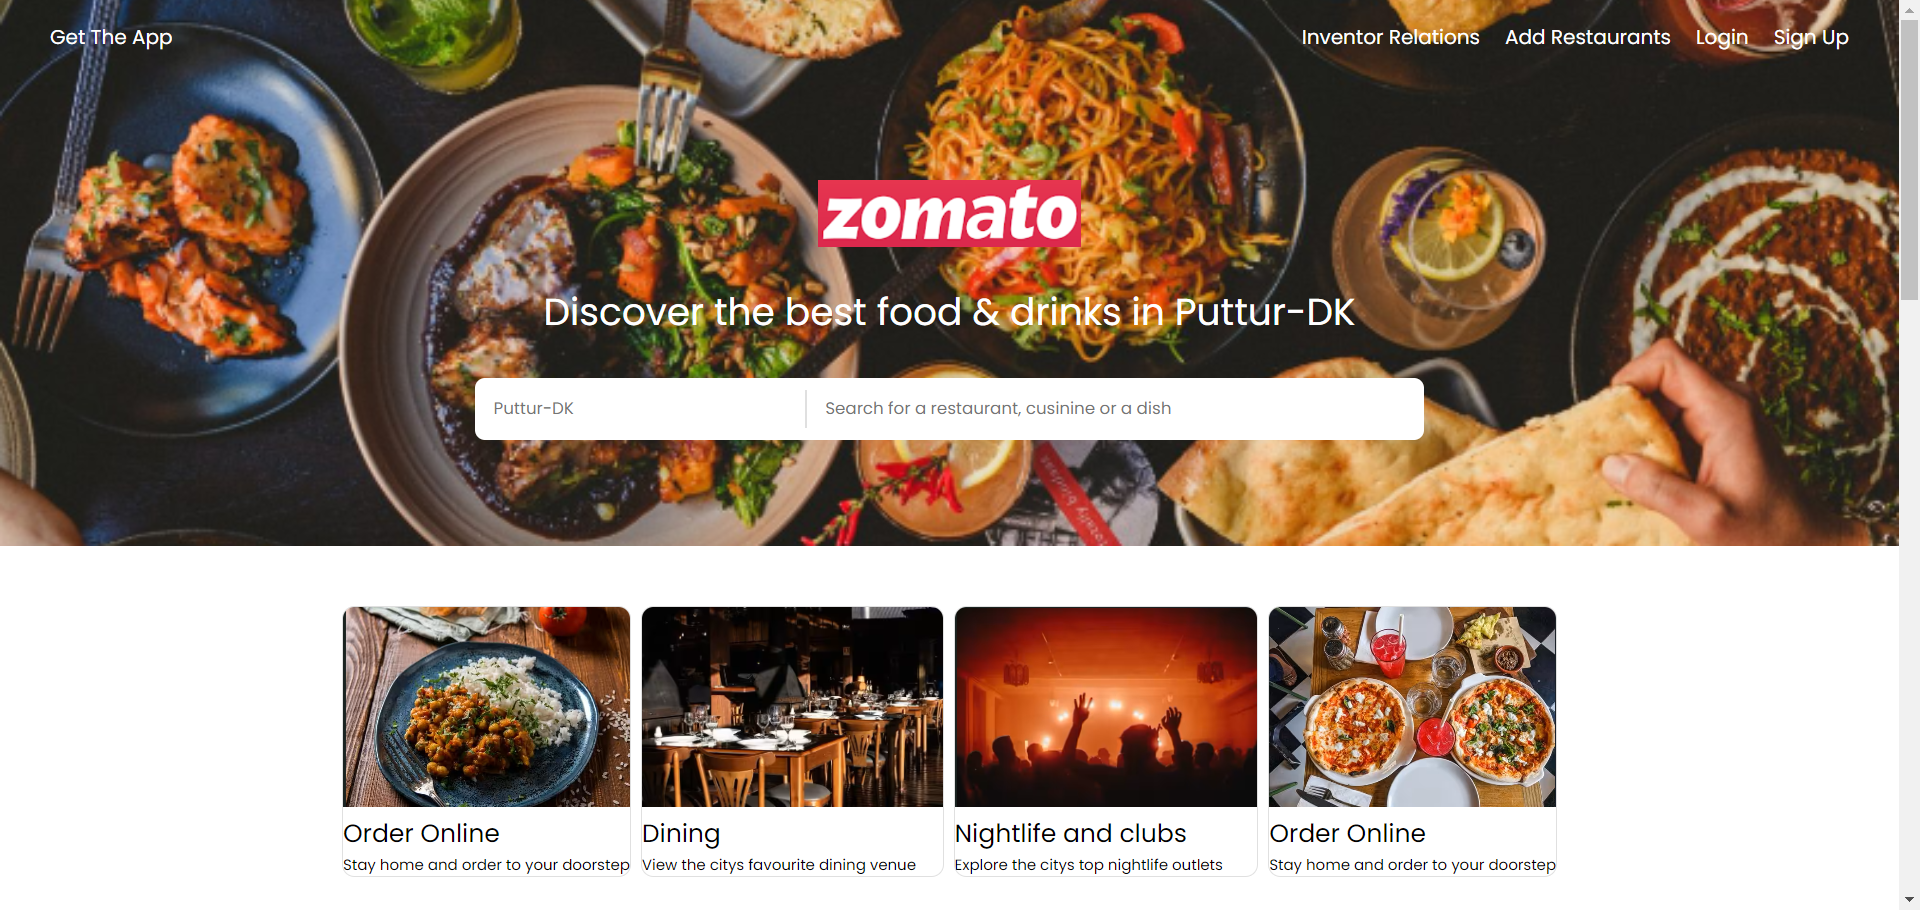 Get The App
Inventor Relations Add Restaurants Login Sign Up
zomato
Discover the best food & drinks in Puttur-DK
Puttur-DK
Search for a restaurant, cusinine or a dish
Order Online
Stay home and order to your doorstep
Dining
View the citys favourite dining venue
Nightlife and clubs
Explore the citys top nightlife outlets
Order Online
Stay home and order to your doorstep